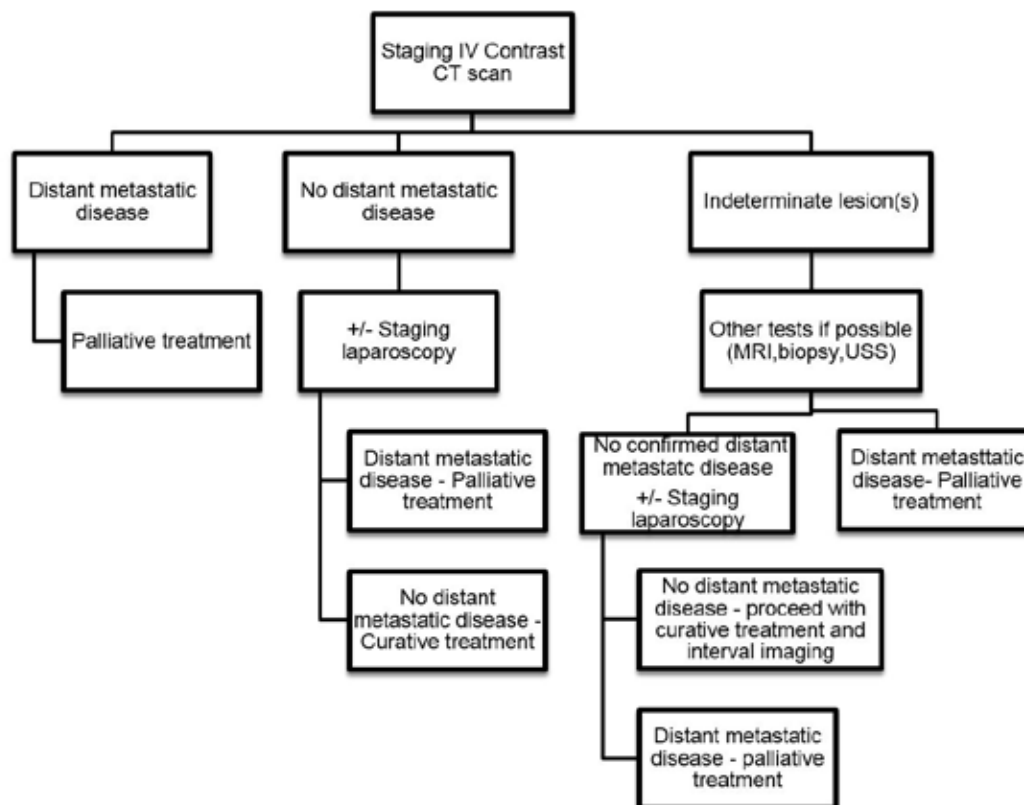 Staging IV Contrast
CT scan
Distant metastatic
disease
No distant metastatic
disease
Indeterminate lesion(s)
Palliative treatment
+/- Staging
laparoscopy
Other tests if possible
(MRI,biopsy,USS)
Distant metastatic
disease - Palliative
treatment
No distant
metastatic disease -
Curative treatment
No confirmed distant
metastatc disease
+/- Staging
laparoscopy
Distant metasttatic
disease- Palliative
treatment
No distant metastatic
disease - proceed with
curative treatment and
interval imaging
Distant metastatic
disease - palliative
treatment